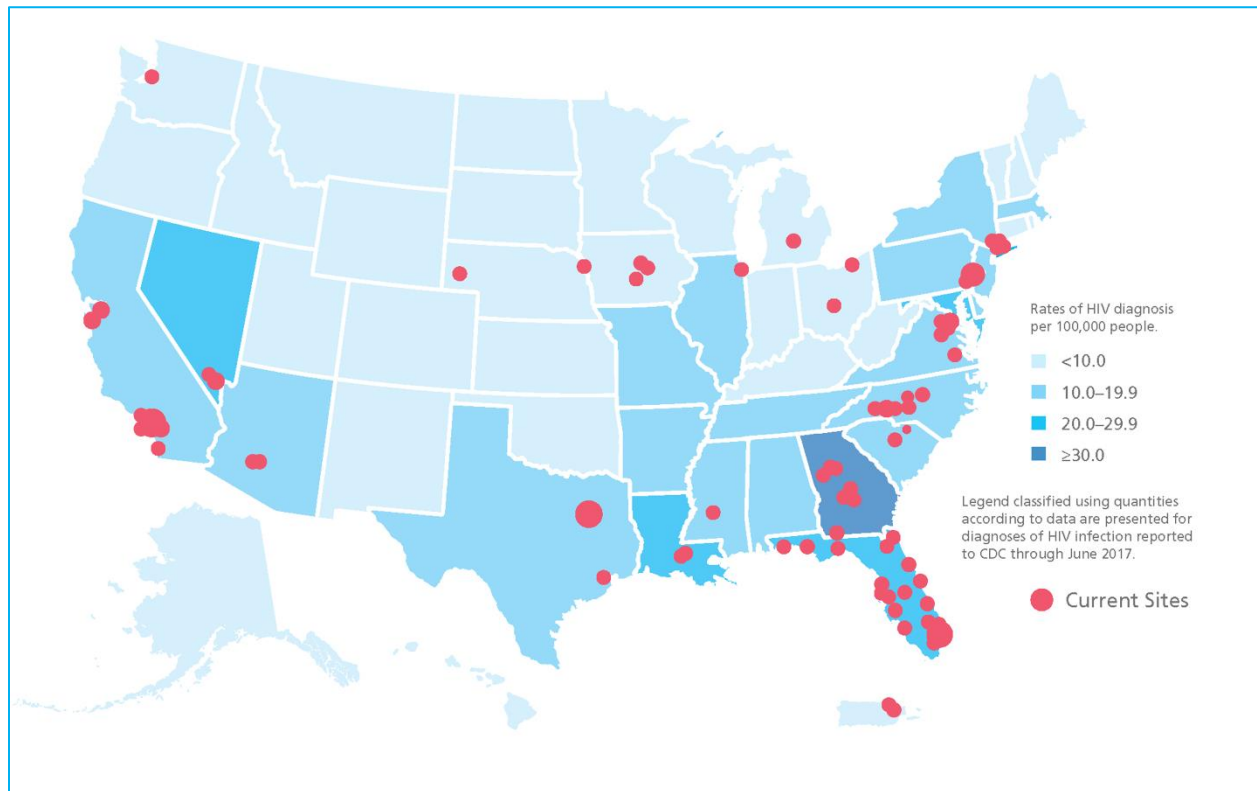 Rates of HIV diagnosis
per 100,000 people.
<10.0
10.0–19.9
20.0–29.9
≥30.0
Legend classified using quantities
according to data are presented for
diagnoses of HIV infection reported
to CDC through June 2017.
Current Sites